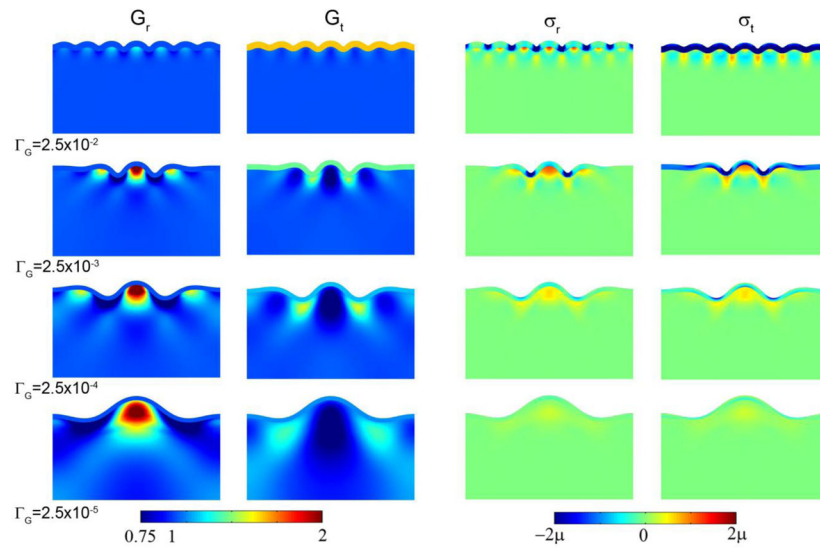 G_r G_t σ_r σ_t
Γ_G=2.5x10^-2
Γ_G=2.5x10^-3
Γ_G=2.5x10^-4
Γ_G=2.5x10^-5
0.75 1 2 -2μ 0 2μ